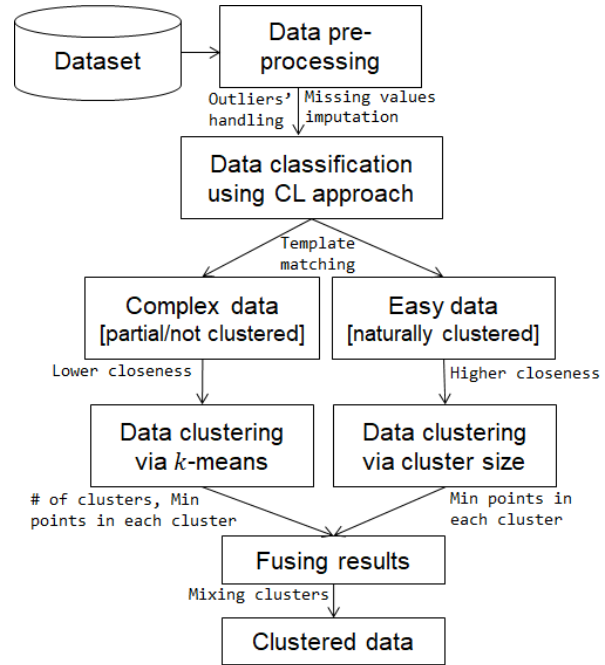 Dataset
Data pre-
processing
Outliers’
handling
Missing values
imputation
Data classification
using CL approach
Template
matching
Complex data
[partial/not clustered]
Easy data
[naturally clustered]
Lower closeness
Higher closeness
Data clustering
via k-means
Data clustering
via cluster size
# of clusters, Min
points in each cluster
Min points in
each cluster
Fusing results
Mixing clusters
Clustered data